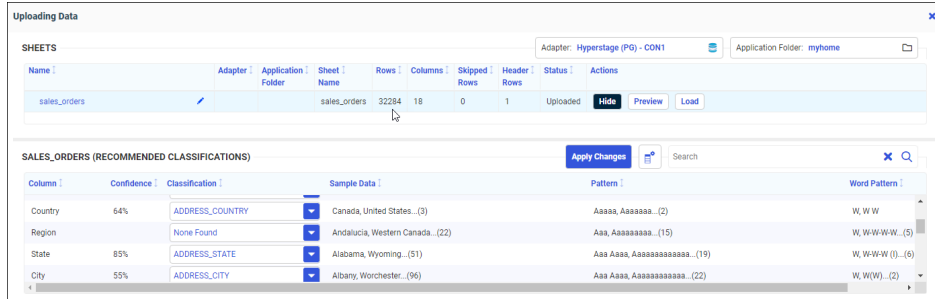 Uploading Data
SHEETS
Adapter: Hyperstage (PG) - CON1
Application Folder: myhome
Name Adapter Application Folder Sheet Name Rows Columns Skipped Rows Header Rows Status Actions
sales_orders sales_orders 32284 18 0 1 Uploaded Hide Preview Load
SALES_ORDERS (RECOMMENDED CLASSIFICATIONS) Apply Changes Search
Column Confidence Classification Sample Data Pattern Word Pattern
Country 64% ADDRESS_COUNTRY Canada, United States...(3) Aaaaa, Aaaaaaa...(2) W, W W
Region None Found Andalucia, Western Canada...(22) Aaa, Aaaaaaaaa...(15) W, W-W-W-W...(5)
State 85% ADDRESS_STATE Alabama, Wyoming...(51) Aaa Aaaa, Aaaaaaaaaaaaa...(19) W, W-W-W (I)...(6)
City 55% ADDRESS_CITY Albany, Worchester...(96) Aaa Aaaa, Aaaaaaaaaaaa...(22) W, W(W)...(2)